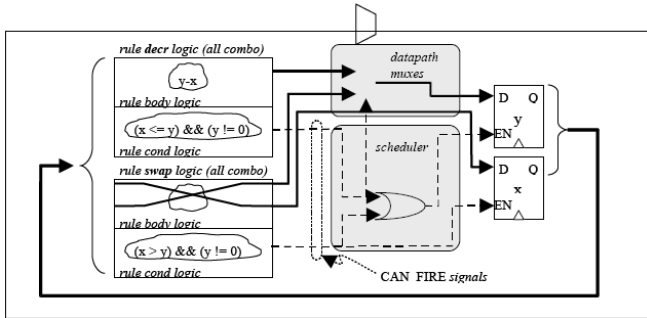 rule decr logic (all combo)
y-x
rule body logic
(x <= y) && (y != 0)
rule cond logic
rule swap logic (all combo)
rule body logic
(x > y) && (y != 0)
rule cond logic
datapath
muxes
scheduler
D Q
y
EN
D Q
x
EN
CAN FIRE signals